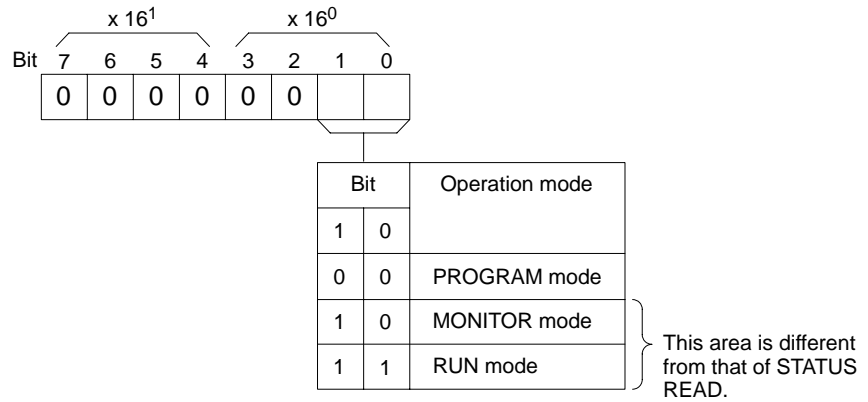 x 16¹ x 16⁰
Bit 7 6 5 4 3 2 1 0
0 0 0 0 0 0
Bit Operation mode
1 0
0 0 PROGRAM mode
1 0 MONITOR mode
1 1 RUN mode
This area is different
from that of STATUS
READ.